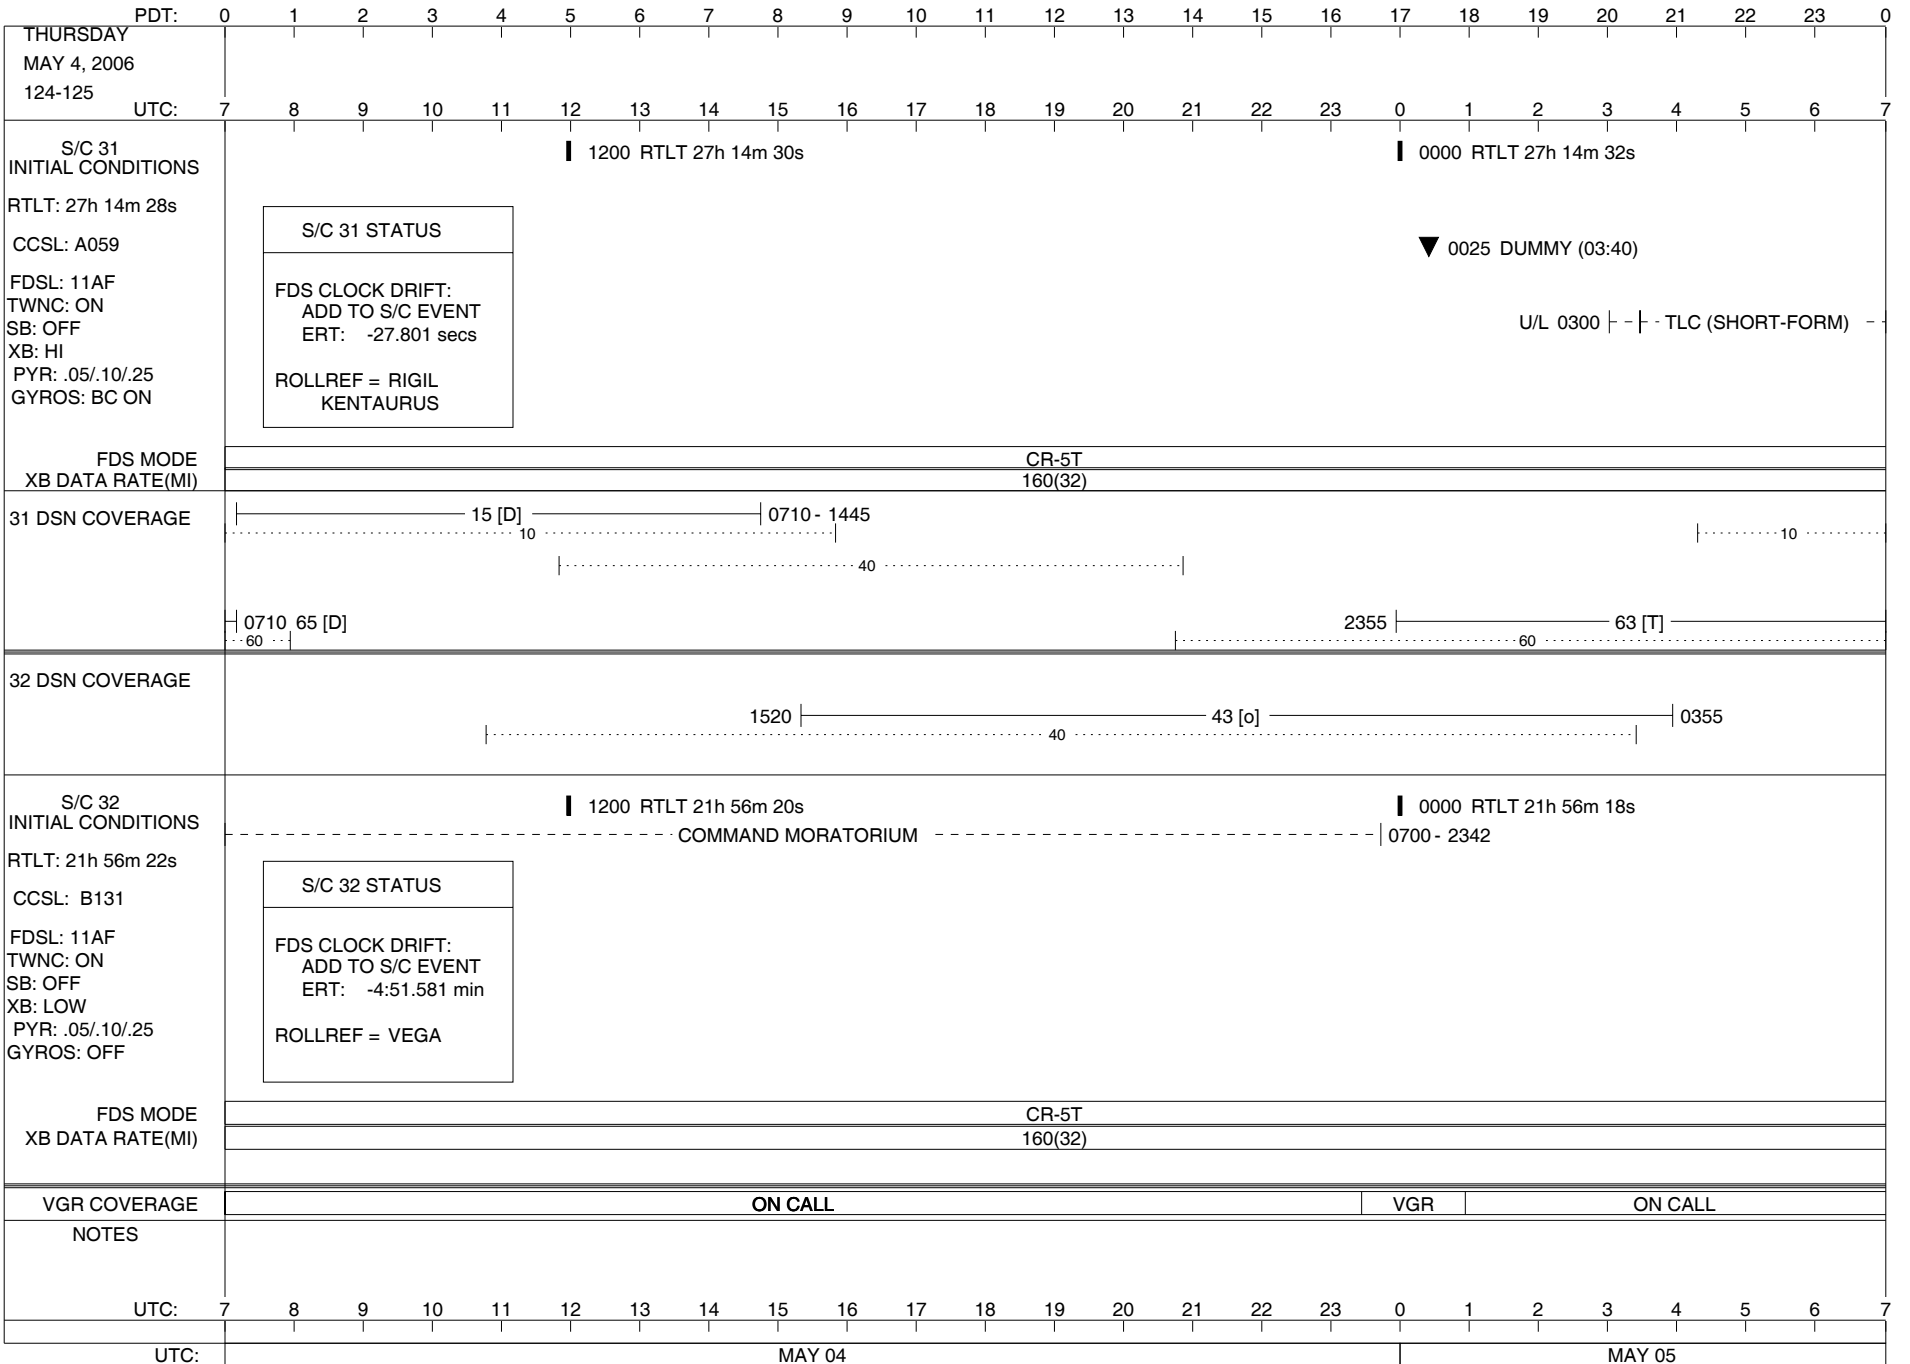 PDT: 0 1 2 3 4 5 6 7 8 9 10 11 12 13 14 15 16 17 18 19 20 21 22 23 0
THURSDAY
MAY 4, 2006
124-125
UTC: 7 8 9 10 11 12 13 14 15 16 17 18 19 20 21 22 23 0 1 2 3 4 5 6 7
S/C 31
INITIAL CONDITIONS
1200 RTLT 27h 14m 30s
0000 RTLT 27h 14m 32s
RTLT: 27h 14m 28s
CCSL: A059
FDSL: 11AF
TWNC: ON
SB: OFF
XB: HI
PYR: .05/.10/.25
GYROS: BC ON
S/C 31 STATUS
FDS CLOCK DRIFT:
ADD TO S/C EVENT
ERT: -27.801 secs
ROLLREF = RIGIL
KENTAURUS
0025 DUMMY (03:40)
U/L 0300 TLC (SHORT-FORM)
FDS MODE CR-5T
XB DATA RATE(MI) 160(32)
31 DSN COVERAGE
15 [D] 0710 - 1445
10 10
40
0710 65 [D] 2355 63 [T]
60 60
32 DSN COVERAGE
1520 43 [o] 0355
40
S/C 32
INITIAL CONDITIONS
1200 RTLT 21h 56m 20s
0000 RTLT 21h 56m 18s
COMMAND MORATORIUM 0700 - 2342
RTLT: 21h 56m 22s
CCSL: B131
FDSL: 11AF
TWNC: ON
SB: OFF
XB: LOW
PYR: .05/.10/.25
GYROS: OFF
S/C 32 STATUS
FDS CLOCK DRIFT:
ADD TO S/C EVENT
ERT: -4:51.581 min
ROLLREF = VEGA
FDS MODE CR-5T
XB DATA RATE(MI) 160(32)
VGR COVERAGE ON CALL VGR ON CALL
NOTES
UTC: 7 8 9 10 11 12 13 14 15 16 17 18 19 20 21 22 23 0 1 2 3 4 5 6 7
UTC: MAY 04 MAY 05